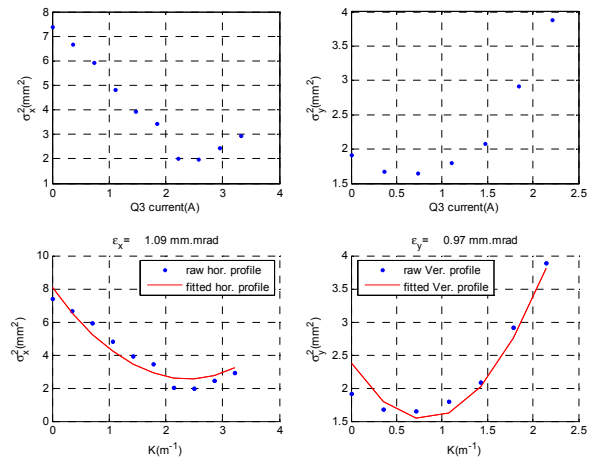 8
7
6
5
4
3
2
1
0 1 2 3 4
σx²(mm²)
Q3 current(A)
4
3.5
3
2.5
2
1.5
0 0.5 1 1.5 2 2.5
σy²(mm²)
Q3 current(A)
εx= 1.09 mm.mrad
10
8
6
4
2
0
0 1 2 3 4
σx²(mm²)
K(m⁻¹)
raw hor. profile
fitted hor. profile
εy= 0.97 mm.mrad
4
3.5
3
2.5
2
1.5
0 0.5 1 1.5 2 2.5
σy²(mm²)
K(m⁻¹)
raw Ver. profile
fitted Ver. profile